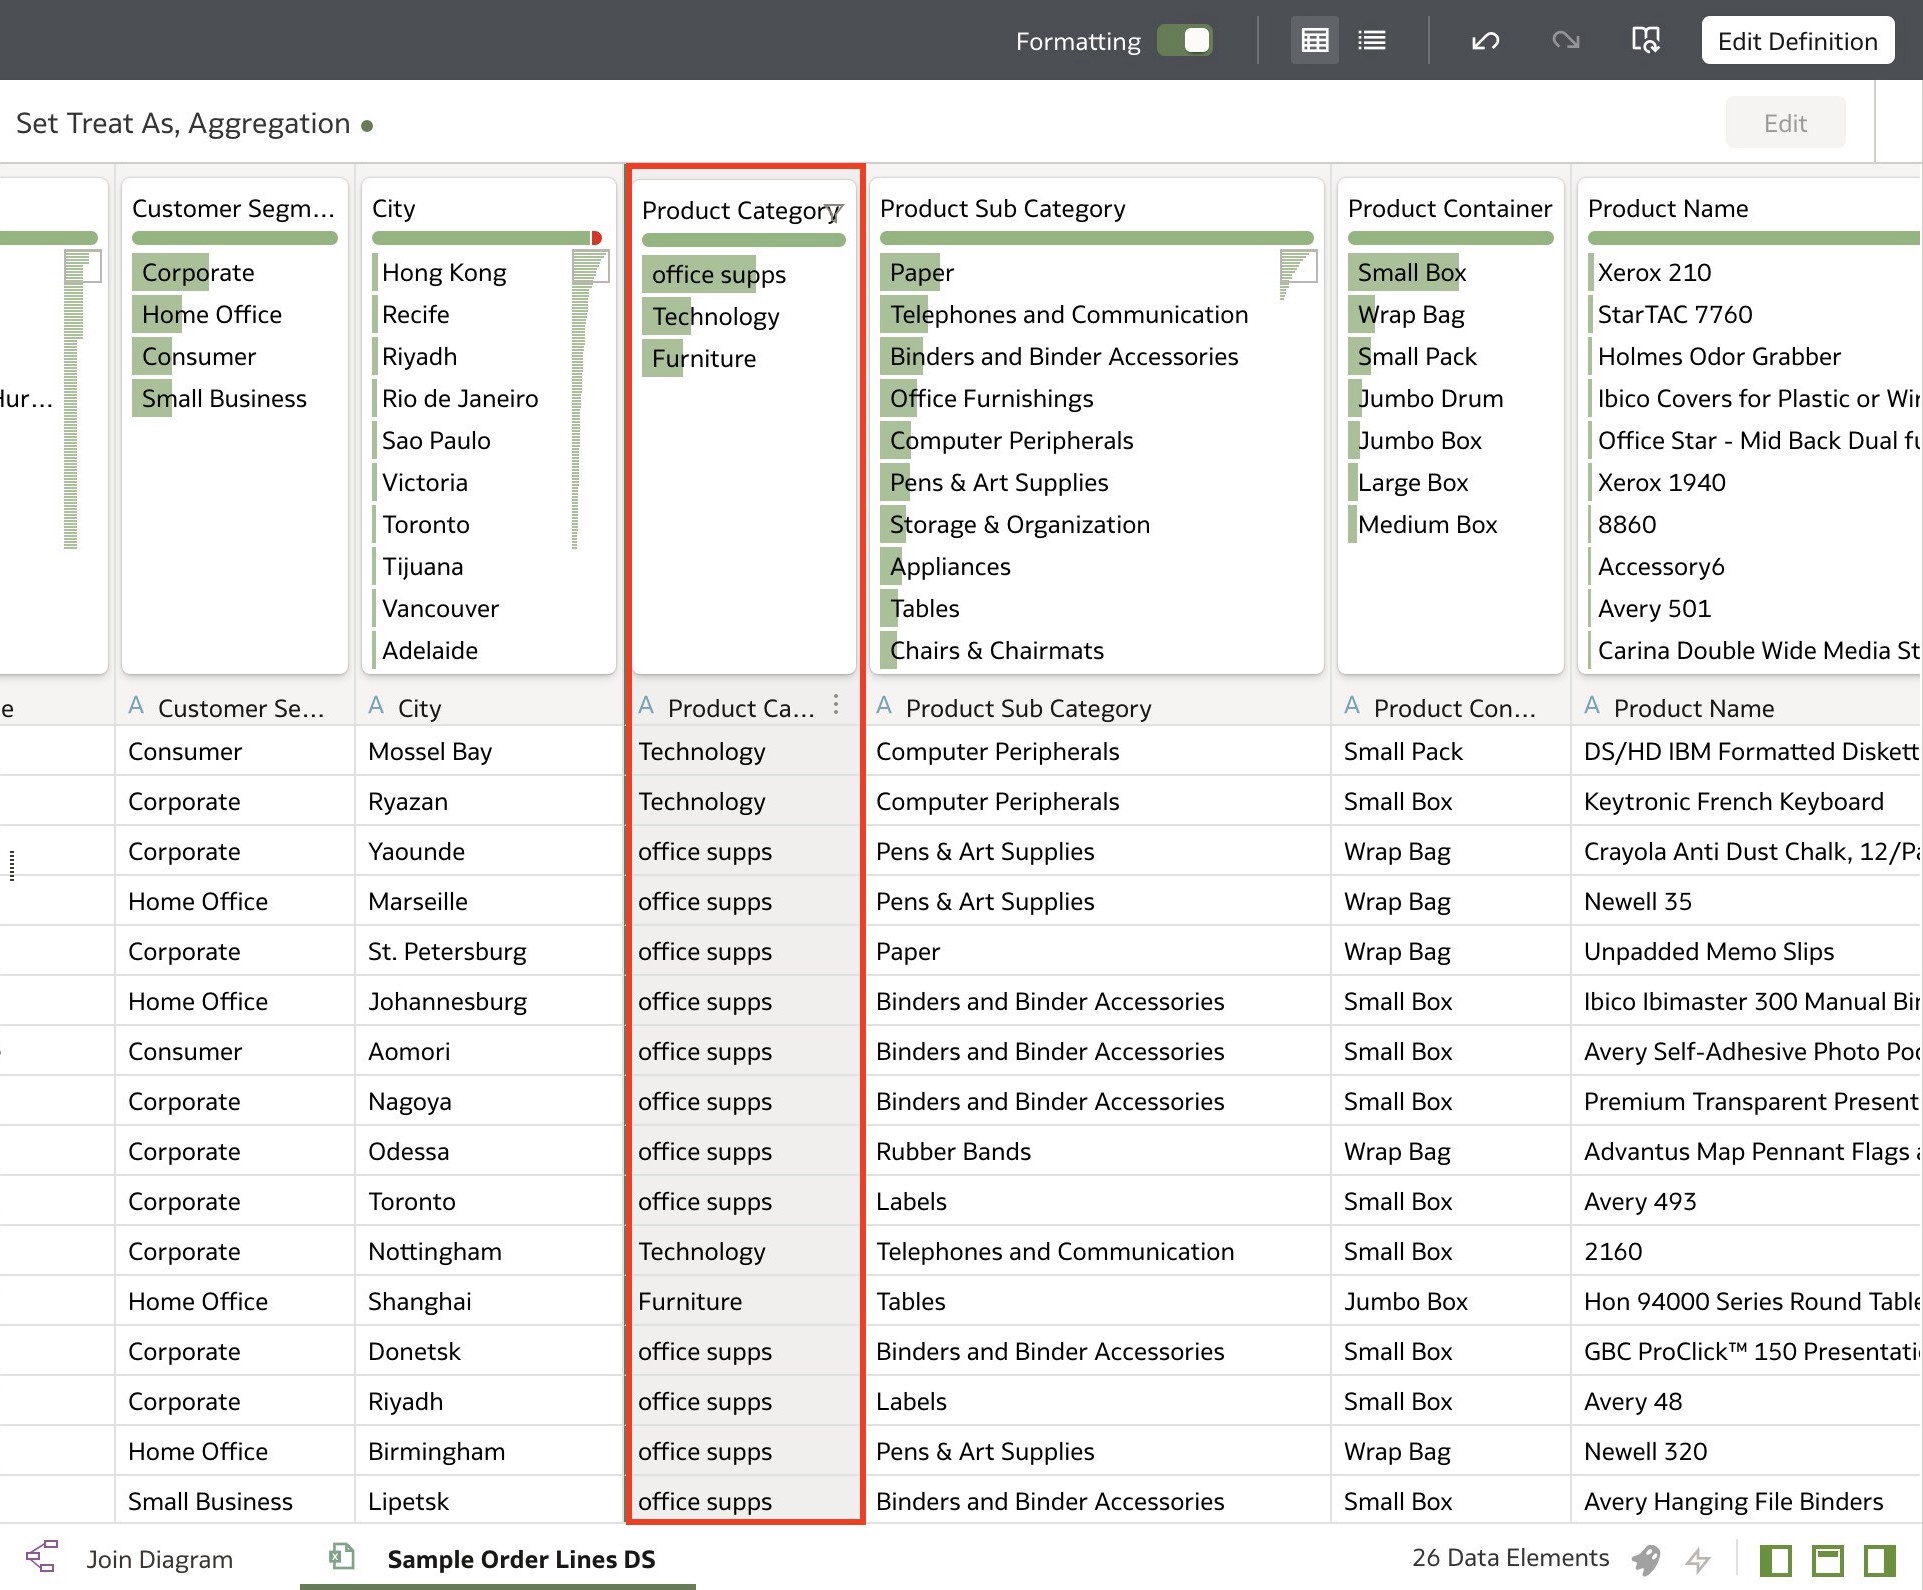 Formatting
Edit Definition
Set Treat As, Aggregation
Edit
Customer Segm... City Product Category Product Sub Category Product Container Product Name
Corporate Hong Kong office supps Paper Small Box Xerox 210
Home Office Recife Technology Telephones and Communication Wrap Bag StarTAC 7760
Consumer Riyadh Furniture Binders and Binder Accessories Small Pack Holmes Odor Grabber
Small Business Rio de Janeiro Office Furnishings Jumbo Drum Ibico Covers for Plastic or
Sao Paulo Computer Peripherals Jumbo Box Office Star - Mid Back Dual
Victoria Pens & Art Supplies Large Box Xerox 1940
Toronto Storage & Organization Medium Box 8860
Tijuana Appliances Accessory6
Vancouver Tables Avery 501
Adelaide Chairs & Chairmats Carina Double Wide Media
e A Customer Se... A City A Product Ca... A Product Sub Category A Product Con... A Product Name
Consumer Mossel Bay Technology Computer Peripherals Small Pack DS/HD IBM Formatted Diskett
Corporate Ryazan Technology Computer Peripherals Small Box Keytronic French Keyboard
Corporate Yaounde office supps Pens & Art Supplies Wrap Bag Crayola Anti Dust Chalk,
Home Office Marseille office supps Pens & Art Supplies Wrap Bag Newell 35
Corporate St. Petersburg office supps Paper Wrap Bag Unpadded Memo Slips
Home Office Johannesburg office supps Binders and Binder Accessories Small Box Ibico Ibimaster 300 Manual
Consumer Aomori office supps Binders and Binder Accessories Small Box Avery Self-Adhesive Photo
Corporate Nagoya office supps Binders and Binder Accessories Small Box Premium Transparent Present
Corporate Odessa office supps Rubber Bands Wrap Bag Advantus Map Pennant Flags
Corporate Toronto office supps Labels Small Box Avery 493
Corporate Nottingham Technology Telephones and Communication Small Box 2160
Home Office Shanghai Furniture Tables Jumbo Box Hon 94000 Series Round
Corporate Donetsk office supps Binders and Binder Accessories Small Box GBC ProClick™ 150
Corporate Riyadh office supps Labels Small Box Avery 48
Home Office Birmingham office supps Pens & Art Supplies Wrap Bag Newell 320
Small Business Lipetsk office supps Binders and Binder Accessories Small Box Avery Hanging File Binders
Join Diagram Sample Order Lines DS 26 Data Elements